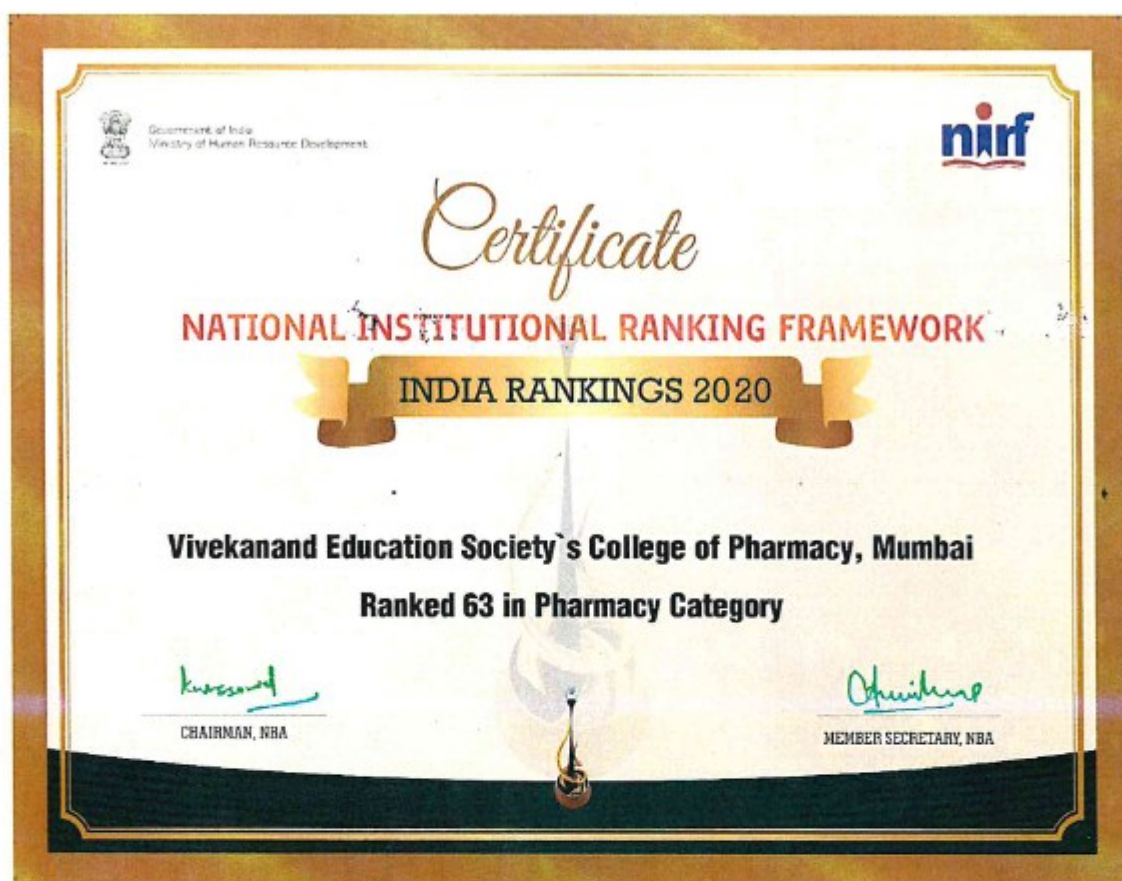 Government of India
Ministry of Human Resource Development
nirf
Certificate
NATIONAL INSTITUTIONAL RANKING FRAMEWORK
INDIA RANKINGS 2020
Vivekanand Education Society`s College of Pharmacy, Mumbai
Ranked 63 in Pharmacy Category
CHAIRMAN, NBA
MEMBER SECRETARY, NBA